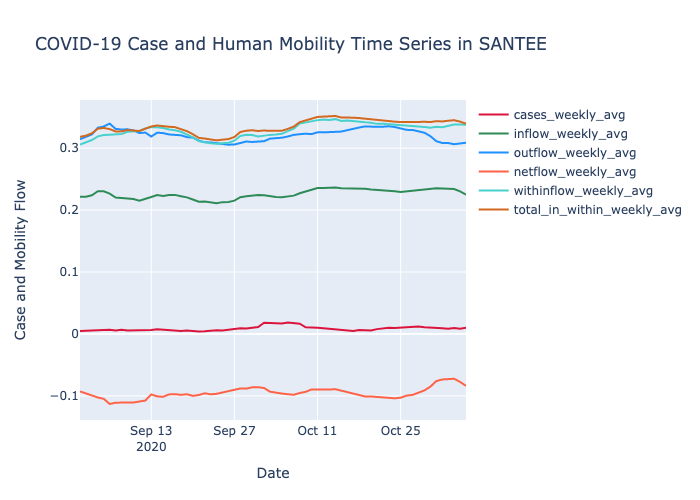 COVID-19 Case and Human Mobility Time Series in SANTEE
Case and Mobility Flow
0.3
0.2
0.1
0
−0.1
Sep 13
2020
Sep 27
Oct 11
Oct 25
Date
cases_weekly_avg
inflow_weekly_avg
outflow_weekly_avg
netflow_weekly_avg
withinflow_weekly_avg
total_in_within_weekly_avg